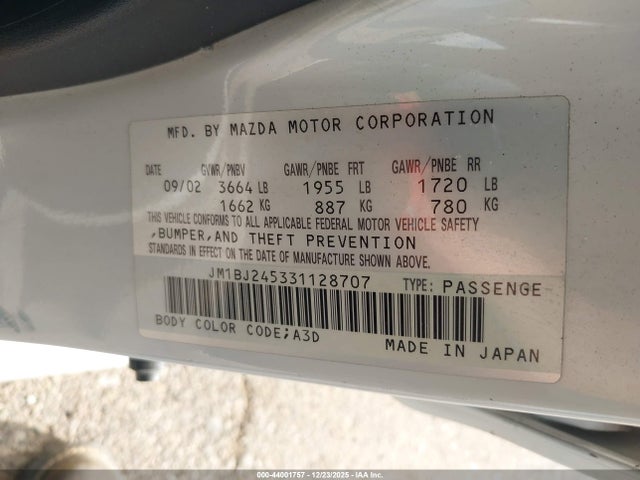 MFD. BY MAZDA MOTOR CORPORATION
DATE GVWR/PNBV GAWR/PNBE FRT GAWR/PNBE RR
09/02 3664 LB 1955 LB 1720 LB
1662 KG 887 KG 780 KG
THIS VEHICLE CONFORMS TO ALL APPLICABLE FEDERAL MOTOR VEHICLE SAFETY
,BUMPER,AND THEFT PREVENTION
STANDARDS IN EFFECT ON THE DATE OF MANUFACTURE SHOWN ABOVE.
JM1BJ245331128707 TYPE: PASSENGE
BODY COLOR CODE;A3D
MADE IN JAPAN
000-44001757 - 12/23/2025 - IAA Inc.